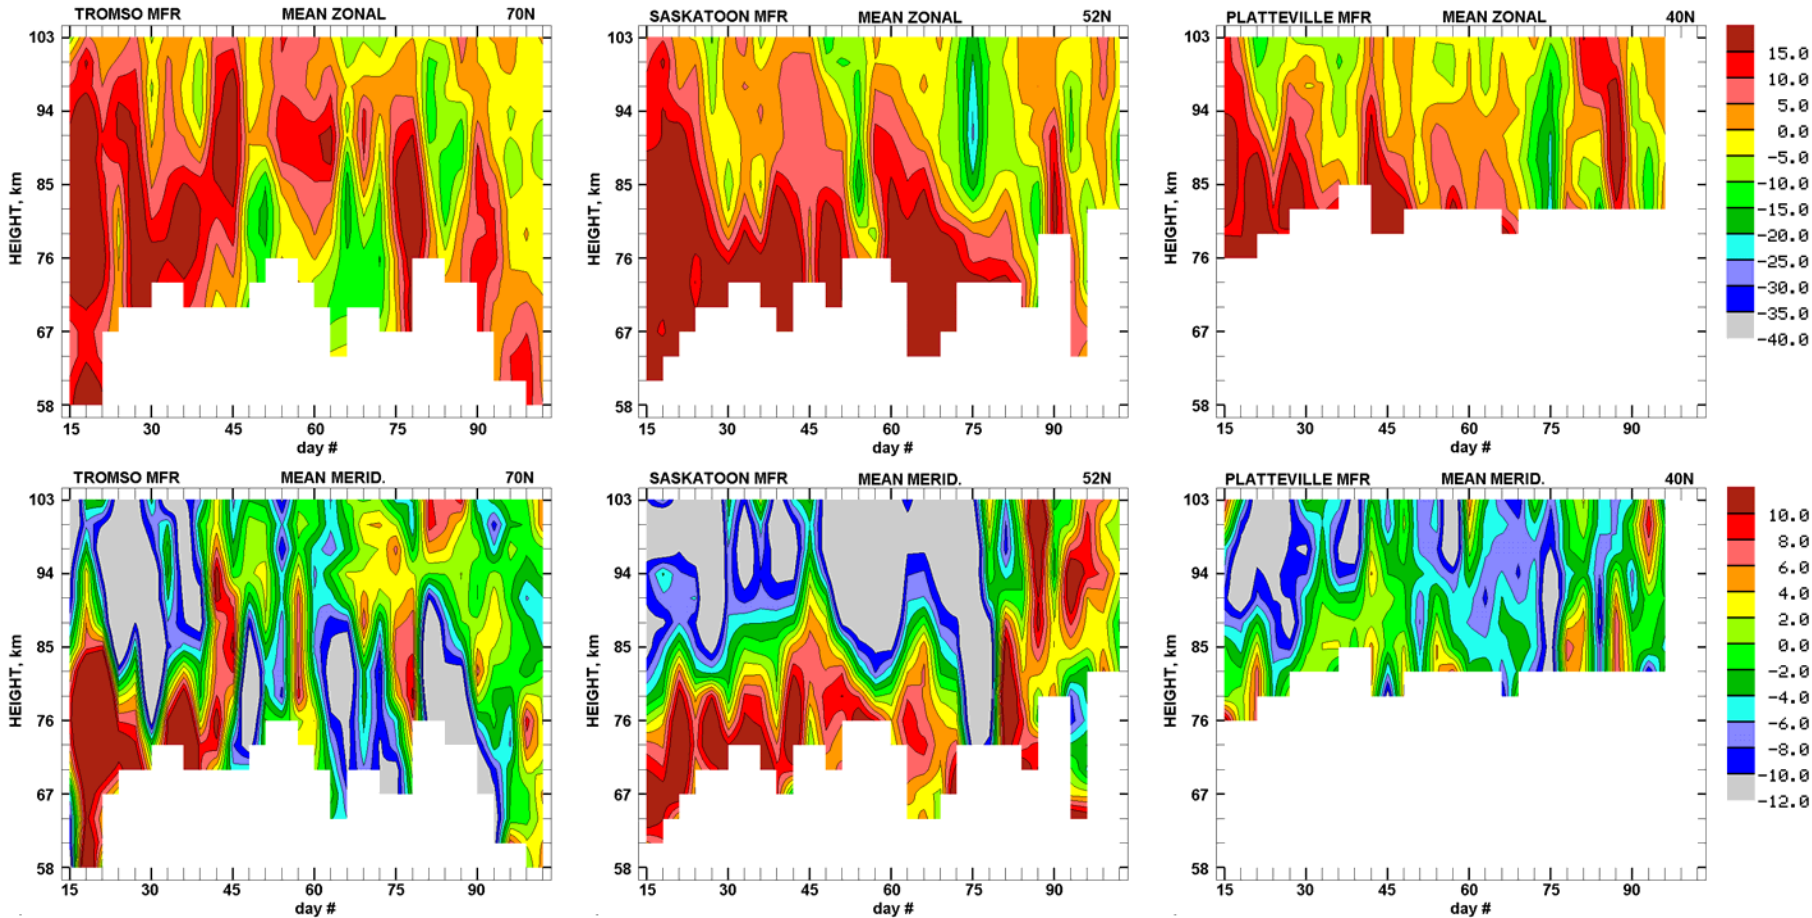 TROMSO MFR MEAN ZONAL 70N
103
94
85
76
67
58
HEIGHT, km
15 30 45 60 75 90
day #
SASKATOON MFR MEAN ZONAL 52N
103
94
85
76
67
58
HEIGHT, km
15 30 45 60 75 90
day #
PLATTEVILLE MFR MEAN ZONAL 40N
103
94
85
76
67
58
HEIGHT, km
15 30 45 60 75 90
day #
15.0
10.0
5.0
0.0
-5.0
-10.0
-15.0
-20.0
-25.0
-30.0
-35.0
-40.0
TROMSO MFR MEAN MERID. 70N
103
94
85
76
67
58
HEIGHT, km
15 30 45 60 75 90
day #
SASKATOON MFR MEAN MERID. 52N
103
94
85
76
67
58
HEIGHT, km
15 30 45 60 75 90
day #
PLATTEVILLE MFR MEAN MERID. 40N
103
94
85
76
67
58
HEIGHT, km
15 30 45 60 75 90
day #
10.0
8.0
6.0
4.0
2.0
0.0
-2.0
-4.0
-6.0
-8.0
-10.0
-12.0